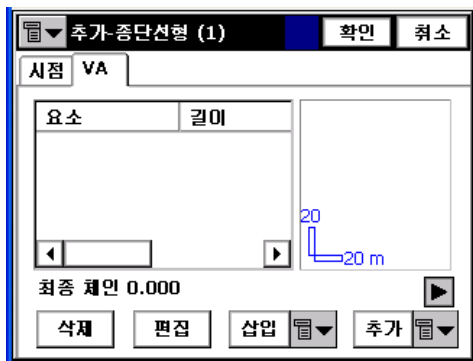 추가-종단선형 (1) 확인 취소
시점 VA
요소 길이
20
20 m
최종 체인 0.000
삭제 편집 삽입 추가